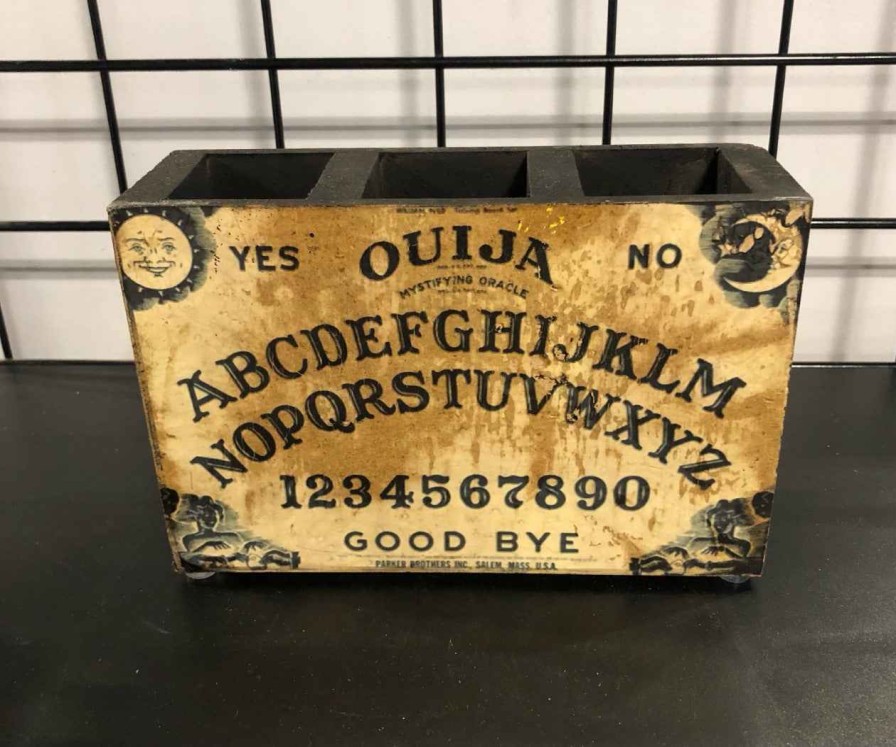 YES
OUIJA
NO
MYSTIFYING ORACLE
ABCDEFGHIJKLM
NOPQRSTUVWXYZ
1234567890
GOOD BYE
PARKER BROTHERS INC., SALEM, MASS. U.S.A.